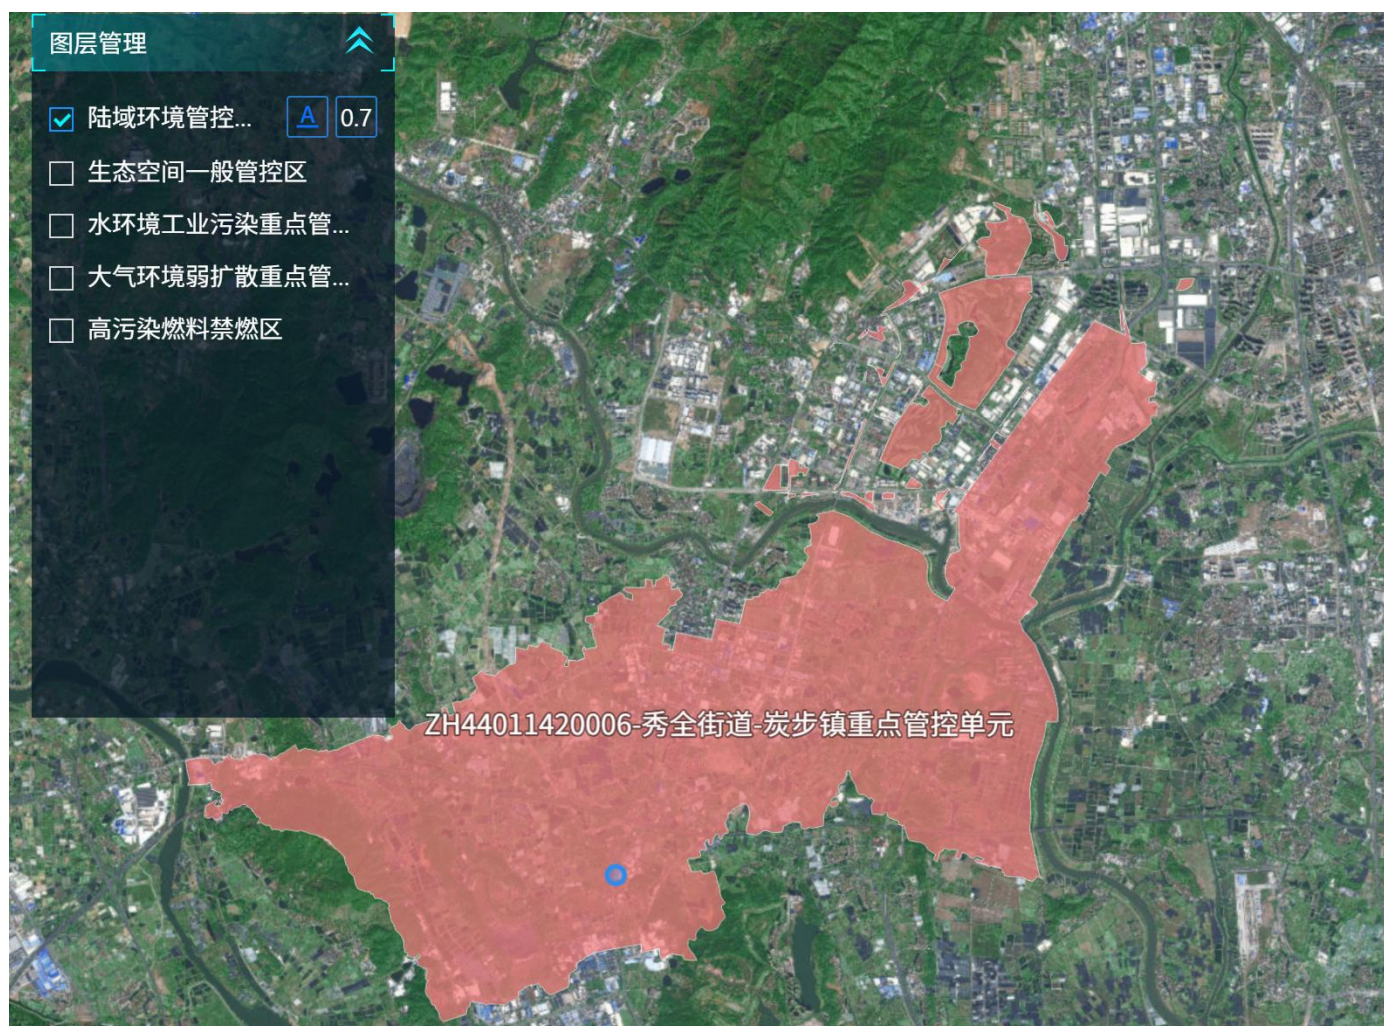 图层管理
陆域环境管控... A 0.7
生态空间一般管控区
水环境工业污染重点管...
大气环境弱扩散重点管...
高污染燃料禁燃区
ZH44011420006-秀全街道-炭步镇重点管控单元